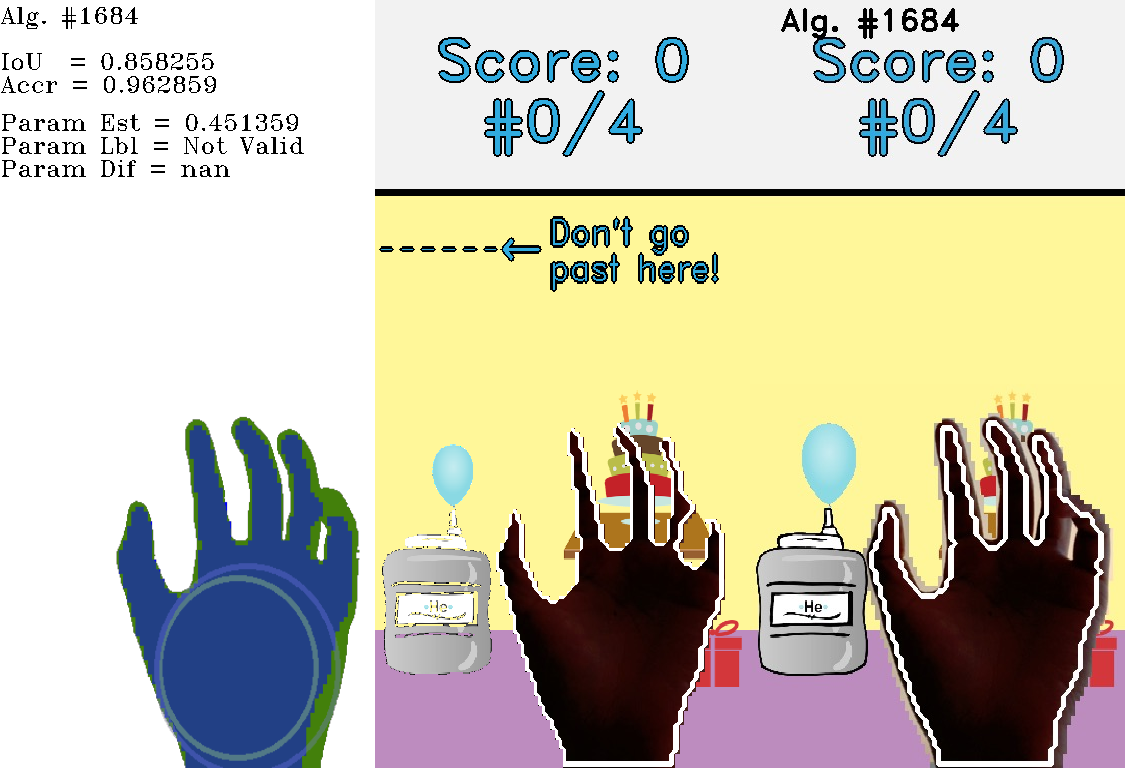 Alg. #1684
IoU = 0.858255
Accr = 0.962859
Param Est = 0.451359
Param Lbl = Not Valid
Param Dif = nan
Score: 0
#0/4
Don't go
past here!
He
Alg. #1684
Score: 0
#0/4
He